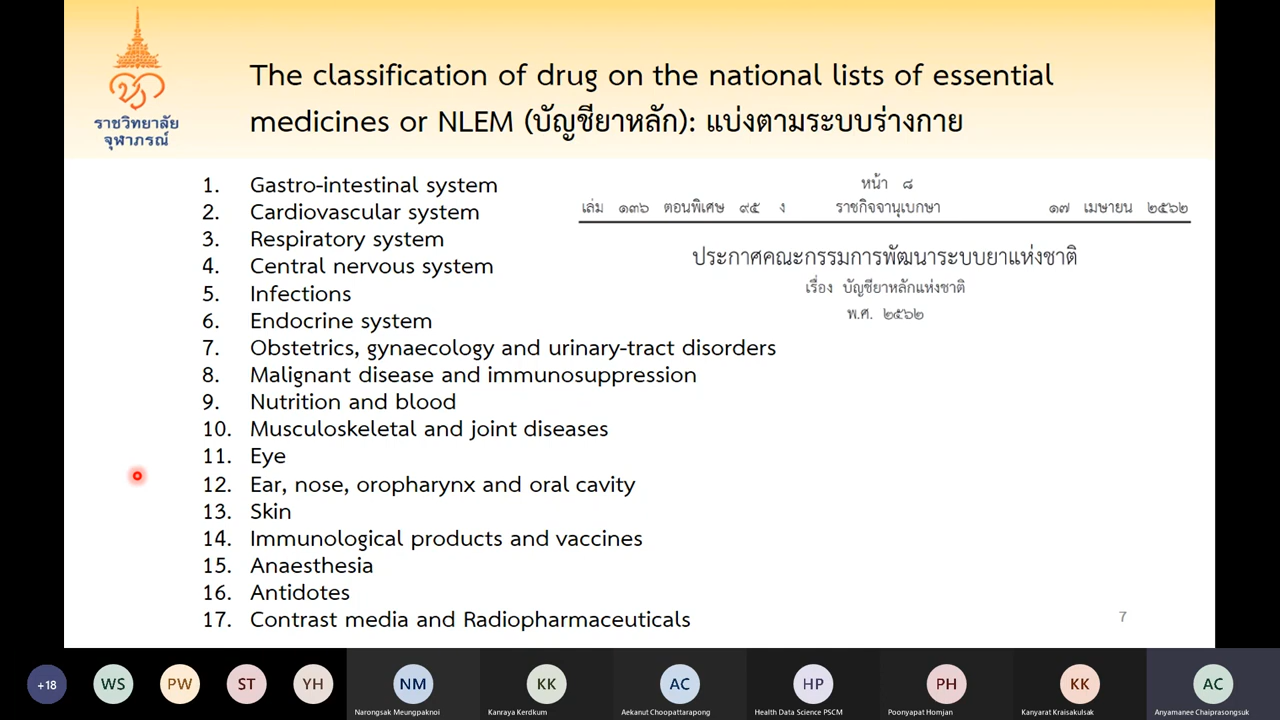 ราชวิทยาลัย
จุฬาภรณ์
The classification of drug on the national lists of essential
medicines or NLEM (บัญชียาหลัก): แบ่งตามระบบร่างกาย
1. Gastro-intestinal system
2. Cardiovascular system
3. Respiratory system
4. Central nervous system
5. Infections
6. Endocrine system
7. Obstetrics, gynaecology and urinary-tract disorders
8. Malignant disease and immunosuppression
9. Nutrition and blood
10. Musculoskeletal and joint diseases
11. Eye
12. Ear, nose, oropharynx and oral cavity
13. Skin
14. Immunological products and vaccines
15. Anaesthesia
16. Antidotes
17. Contrast media and Radiopharmaceuticals
หน้า ๘
เล่ม ๑๓๖ ตอนพิเศษ ๙๕ ง ราชกิจจานุเบกษา ๑๗ เมษายน ๒๕๖๒
ประกาศคณะกรรมการพัฒนาระบบยาแห่งชาติ
เรื่อง บัญชียาหลักแห่งชาติ
พ.ศ. ๒๕๖๒
7
+18 WS PW ST YH NM KK AC HP PH KK AC
Narongsak Meungpaknoi Kanraya Kerdkum Aekanut Choopattarapong Health Data Science PSCM Poonyapat Homjan Kanyarat Kraisakulsak Anyamanee Chaiprasongsuk